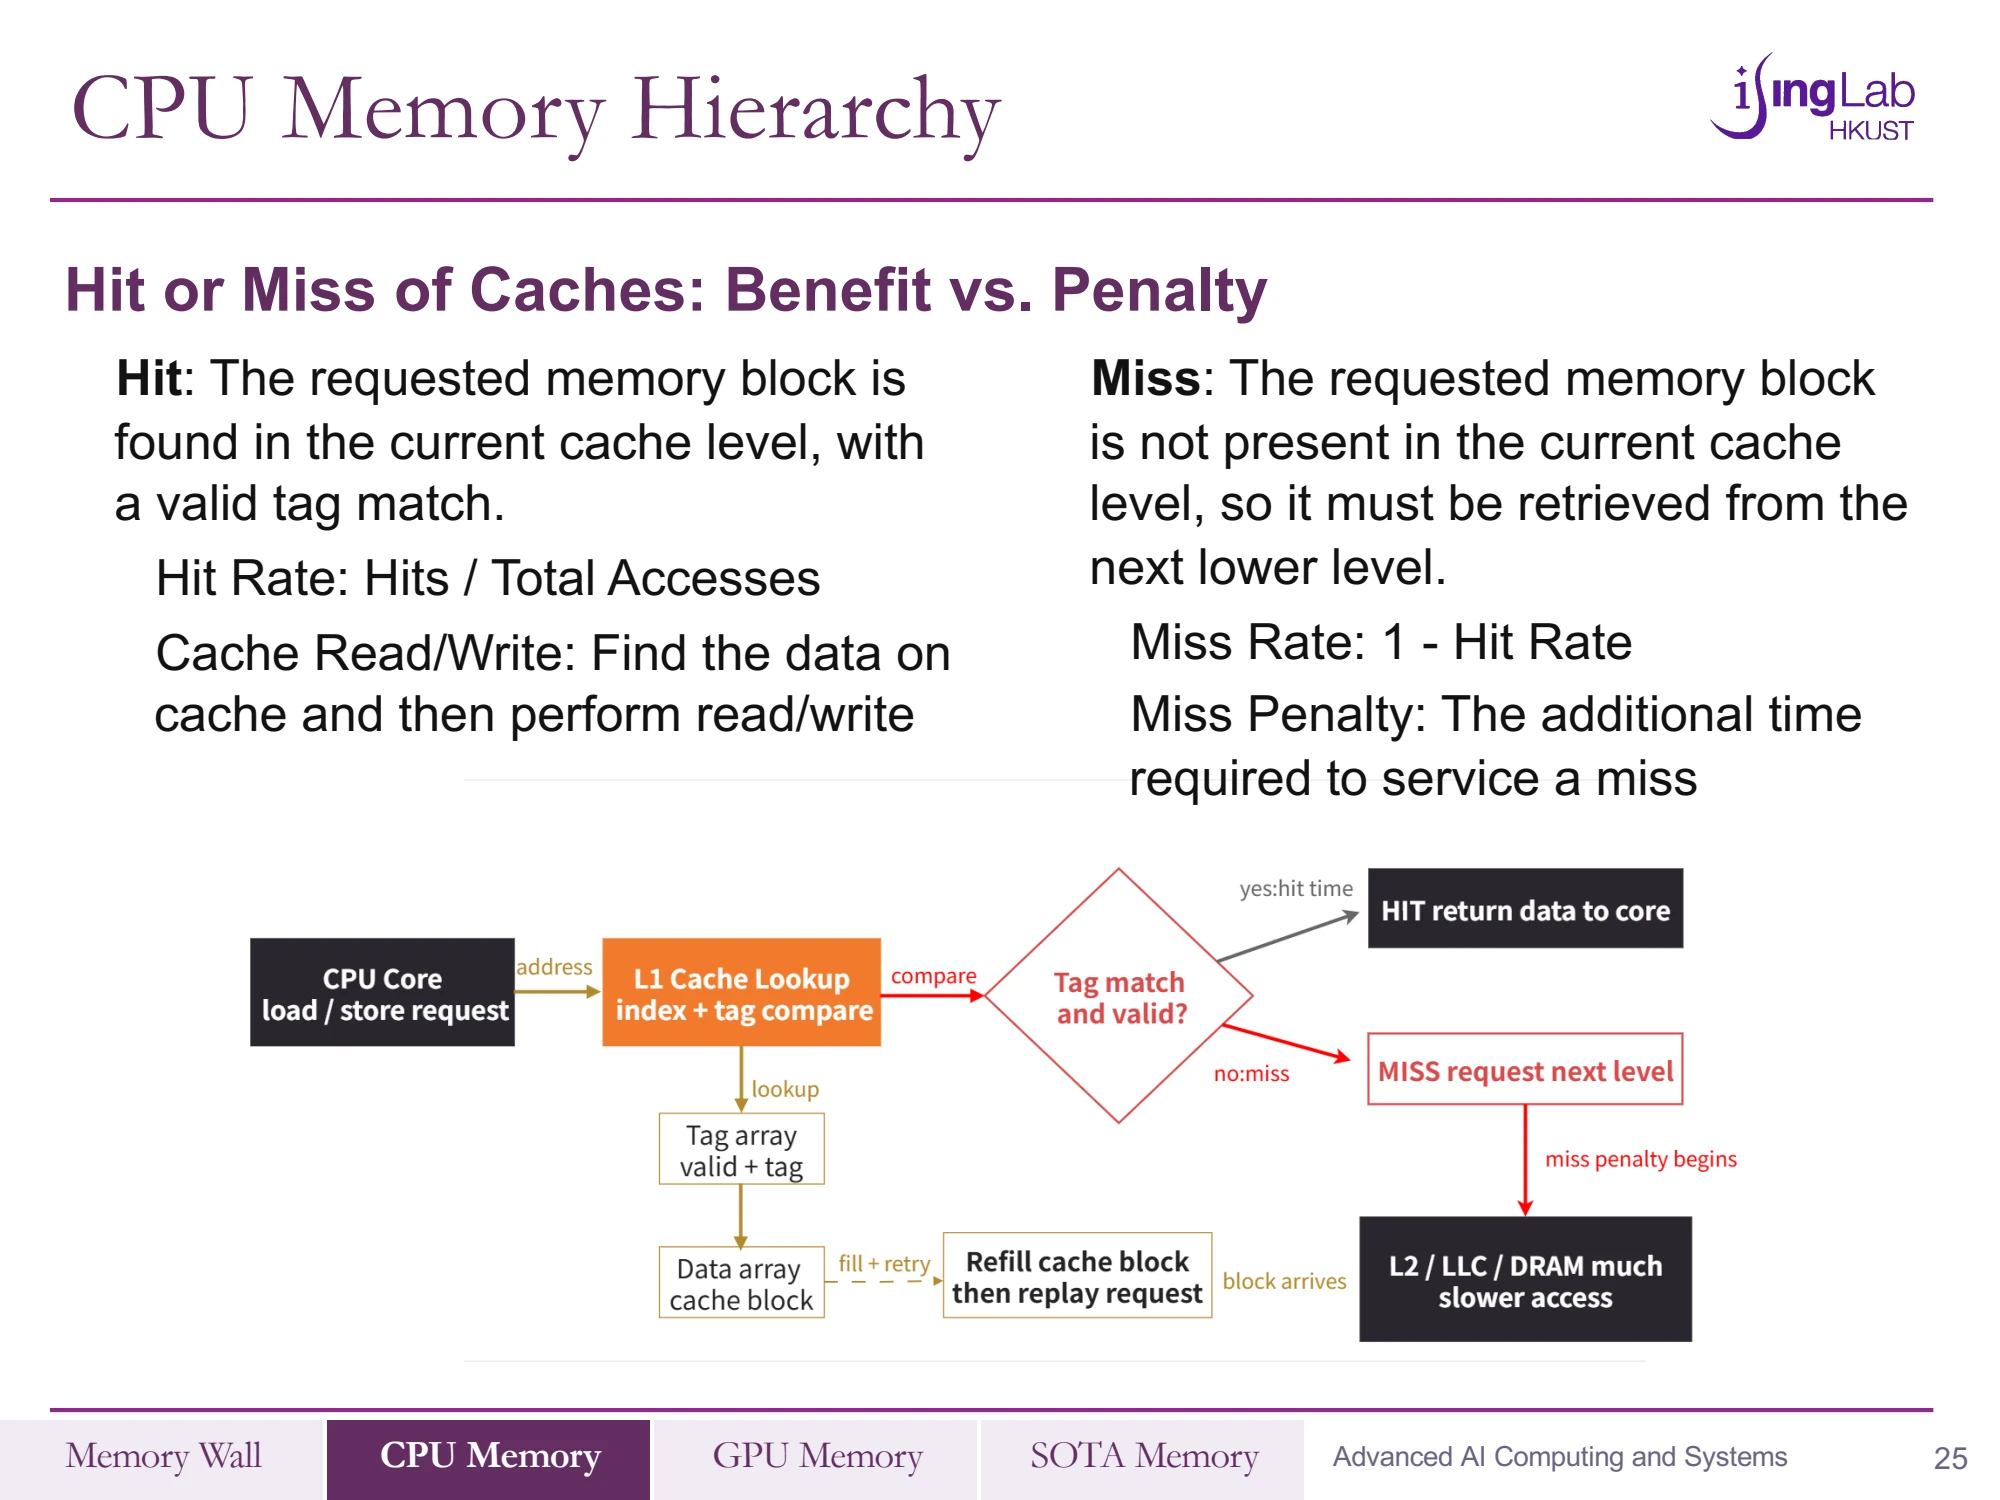 CPU Memory Hierarchy
iSingLab
HKUST
Hit or Miss of Caches: Benefit vs. Penalty
Hit: The requested memory block is
found in the current cache level, with
a valid tag match.
Hit Rate: Hits / Total Accesses
Cache Read/Write: Find the data on
cache and then perform read/write
Miss: The requested memory block
is not present in the current cache
level, so it must be retrieved from the
next lower level.
Miss Rate: 1 - Hit Rate
Miss Penalty: The additional time
required to service a miss
CPU Core
load / store request
address
L1 Cache Lookup
index + tag compare
compare
Tag match
and valid?
yes:hit time
HIT return data to core
no:miss
MISS request next level
miss penalty begins
L2 / LLC / DRAM much
slower access
block arrives
Refill cache block
then replay request
fill + retry
lookup
Tag array
valid + tag
Data array
cache block
Memory Wall
CPU Memory
GPU Memory
SOTA Memory
Advanced AI Computing and Systems
25